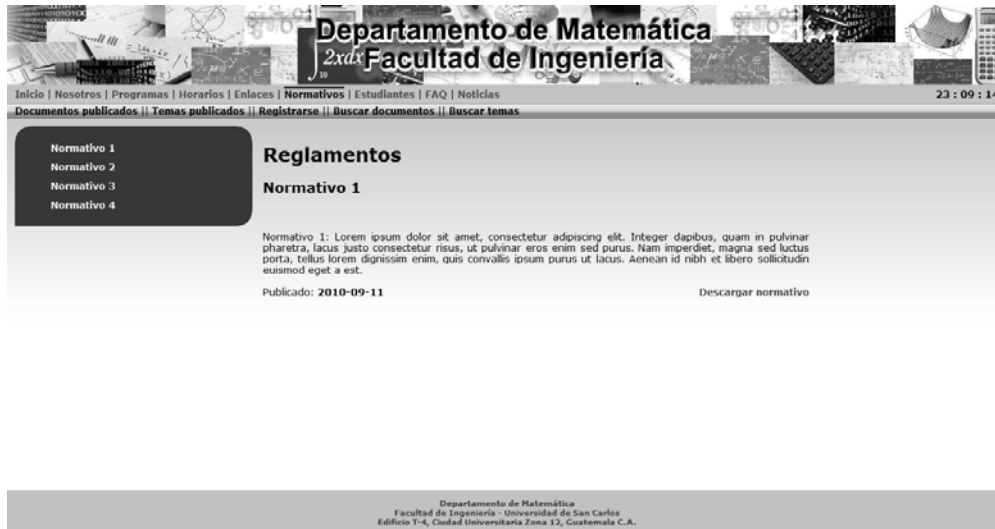 Departamento de Matemática
Facultad de Ingeniería
2xdx
10
Inicio | Nosotros | Programas | Horarios | Enlaces | Normativos | Estudiantes | FAQ | Noticias
23 : 09 : 14
Documentos publicados || Temas publicados || Registrarse || Buscar documentos || Buscar temas
Normativo 1
Normativo 2
Normativo 3
Normativo 4
Reglamentos
Normativo 1
Normativo 1: Lorem ipsum dolor sit amet, consectetur adipiscing elit. Integer dapibus, quam in pulvinar
pharetra, lacus justo consectetur risus, ut pulvinar eros enim sed purus. Nam imperdiet, magna sed luctus
porta, tellus lorem dignissim enim, quis convallis ipsum purus ut lacus. Aenean id nibh et libero sollicitudin
euismod eget a est.
Publicado: 2010-09-11
Descargar normativo
Departamento de Matemática
Facultad de Ingeniería - Universidad de San Carlos
Edificio T-4, Ciudad Universitaria Zona 12, Guatemala C.A.